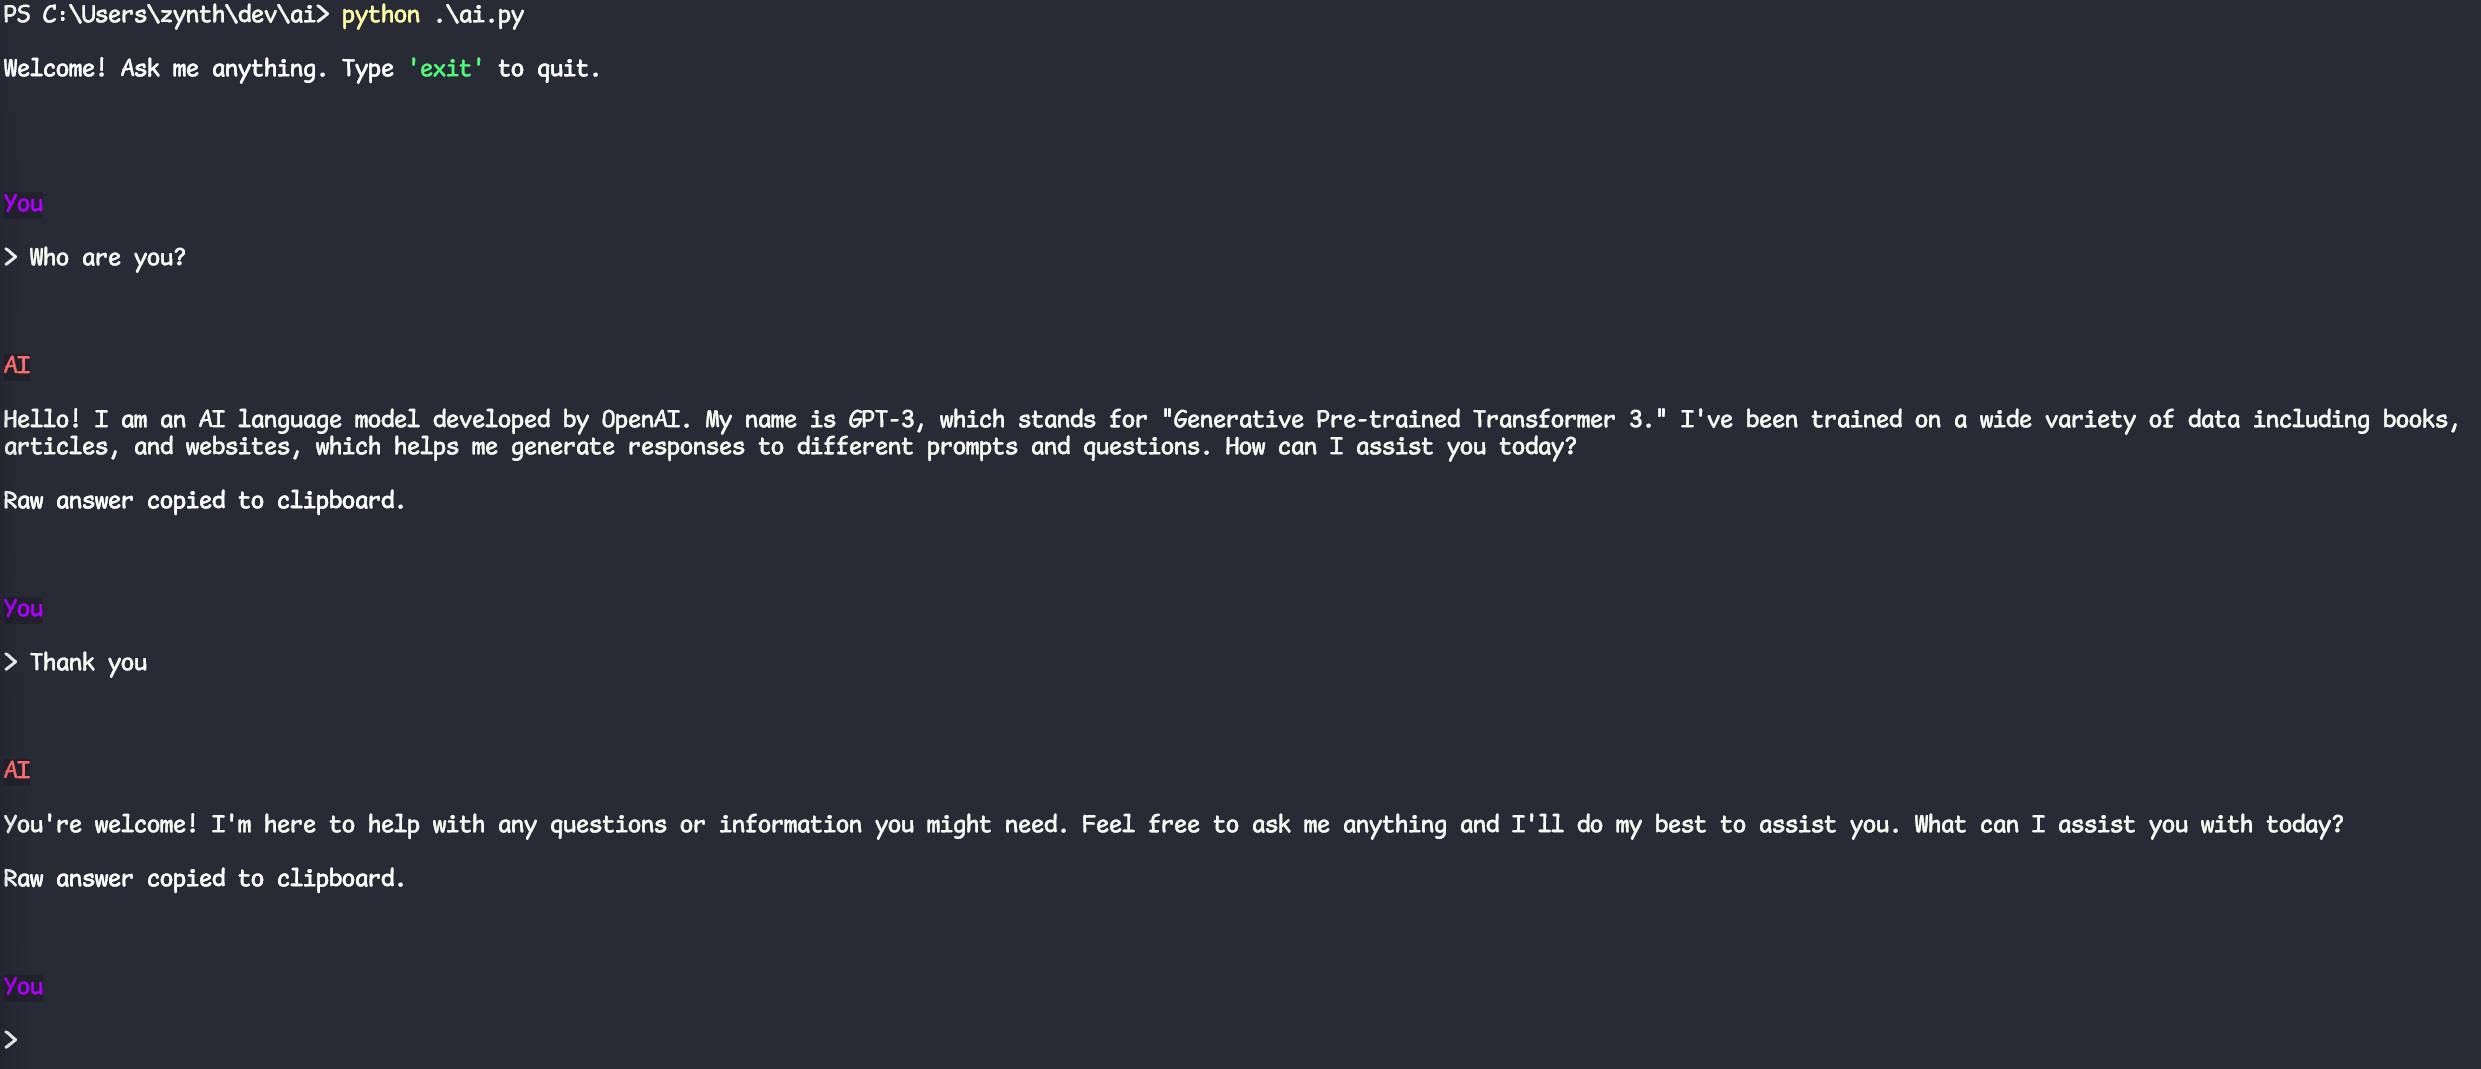 PS C:\Users\zynth\dev\ai> python .\ai.py
Welcome! Ask me anything. Type 'exit' to quit.
You
> Who are you?
AI
Hello! I am an AI language model developed by OpenAI. My name is GPT-3, which stands for "Generative Pre-trained Transformer 3." I've been trained on a wide variety of data including books,
articles, and websites, which helps me generate responses to different prompts and questions. How can I assist you today?
Raw answer copied to clipboard.
You
> Thank you
AI
You're welcome! I'm here to help with any questions or information you might need. Feel free to ask me anything and I'll do my best to assist you. What can I assist you with today?
Raw answer copied to clipboard.
You
>